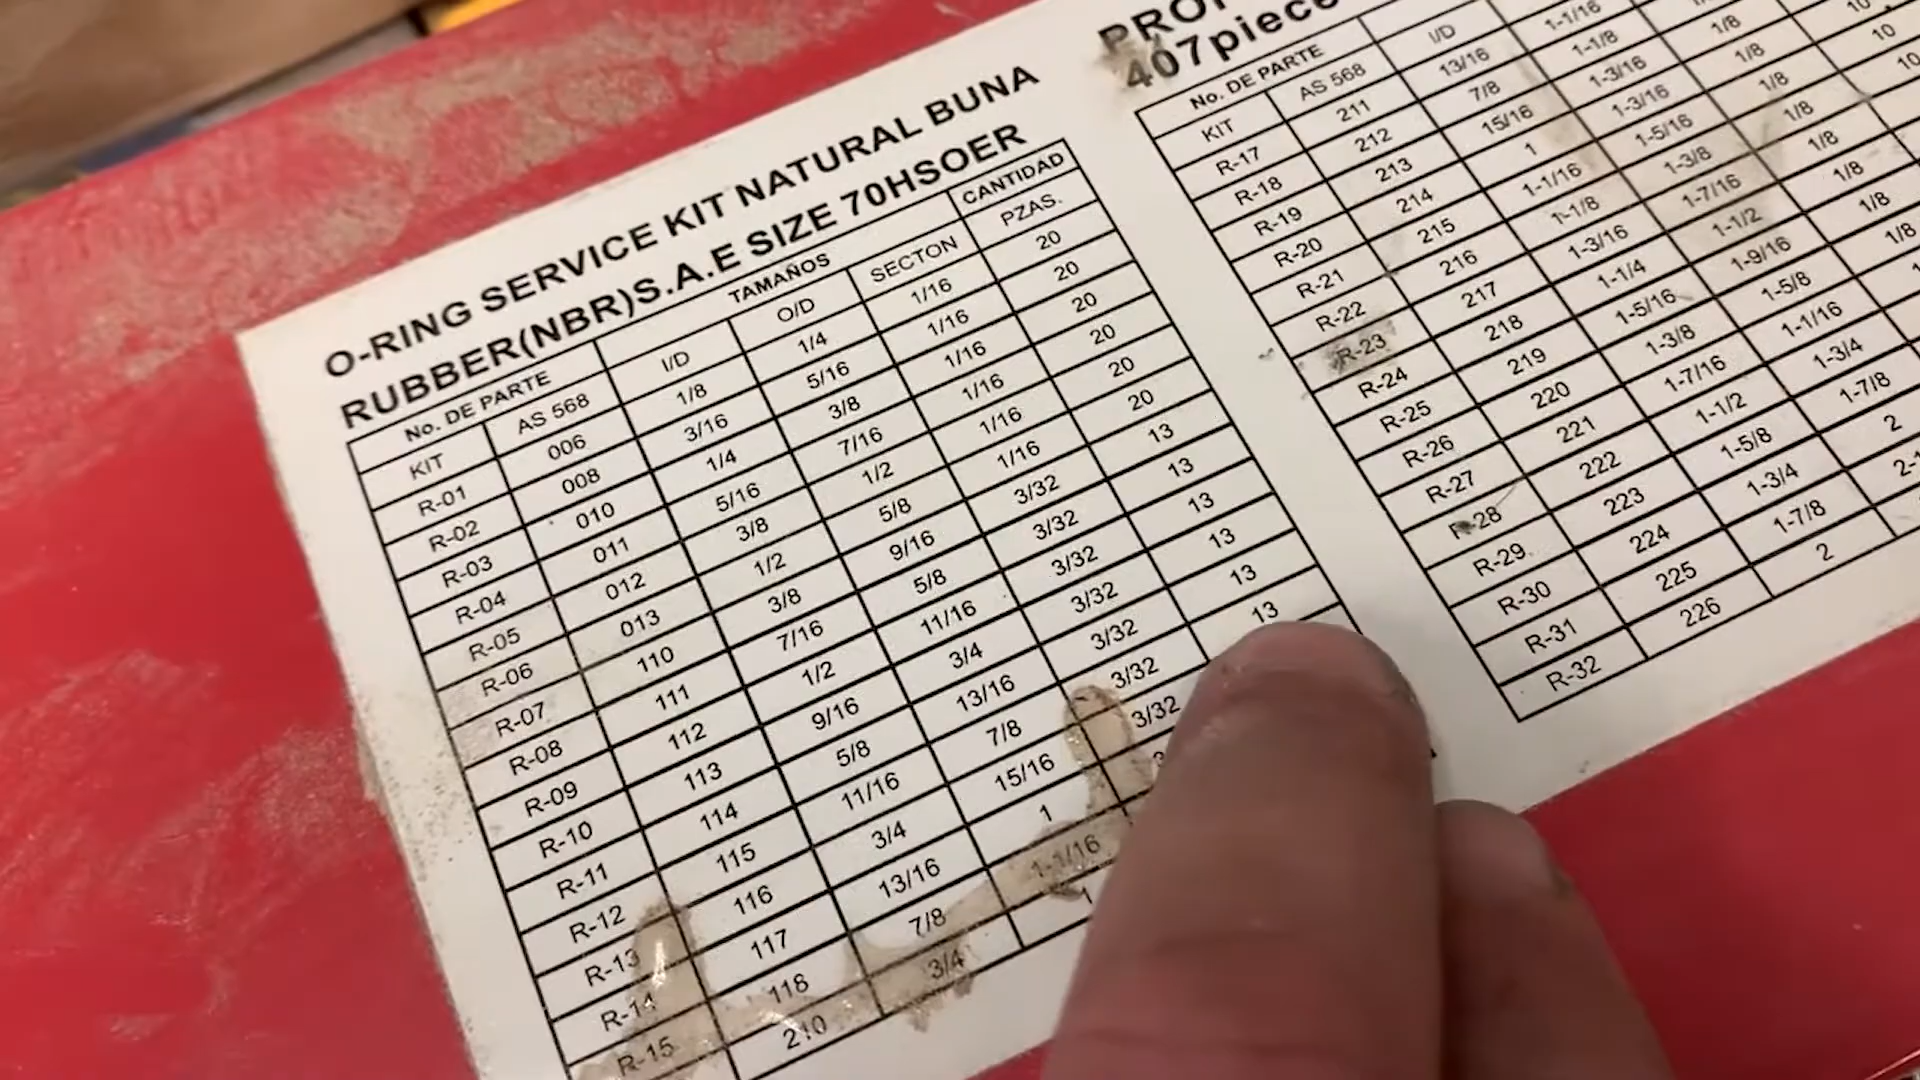 O-RING SERVICE KIT NATURAL BUNA
RUBBER(NBR)S.A.E SIZE 70HSOER
No. DE PARTE TAMAÑOS CANTIDAD
KIT AS 568 I/D O/D SECTON PZAS.
R-01 006 1/8 1/4 1/16 20
R-02 008 3/16 5/16 1/16 20
R-03 010 1/4 3/8 1/16 20
R-04 011 5/16 7/16 1/16 20
R-05 012 3/8 1/2 1/16 20
R-06 013 1/2 5/8 1/16 20
R-07 110 3/8 9/16 3/32 13
R-08 111 7/16 5/8 3/32 13
R-09 112 1/2 11/16 3/32 13
R-10 113 9/16 3/4 3/32 13
R-11 114 5/8 13/16 3/32 13
R-12 115 11/16 7/8 3/32 13
R-13 116 3/4 15/16 3/32
R-14 117 13/16 1
R-15 118 7/8 1-1/16
210 3/4
407piece
No. DE PARTE
KIT AS 568 I/D
R-17 211 13/16 1-1/16
R-18 212 7/8 1-1/8
R-19 213 15/16 1-3/16 1/8
R-20 214 1 1-3/16 1/8 10
R-21 215 1-1/16 1-5/16 1/8 10
R-22 216 1-1/8 1-3/8 1/8 10
R-23 217 1-3/16 1-7/16 1/8
R-24 218 1-1/4 1-1/2 1/8
R-25 219 1-5/16 1-9/16 1/8
R-26 220 1-3/8 1-5/8 1/8
R-27 221 1-7/16 1-1/16
R-28 222 1-1/2 1-3/4
R-29 223 1-5/8 1-7/8
R-30 224 1-3/4 2
R-31 225 1-7/8
R-32 226 2